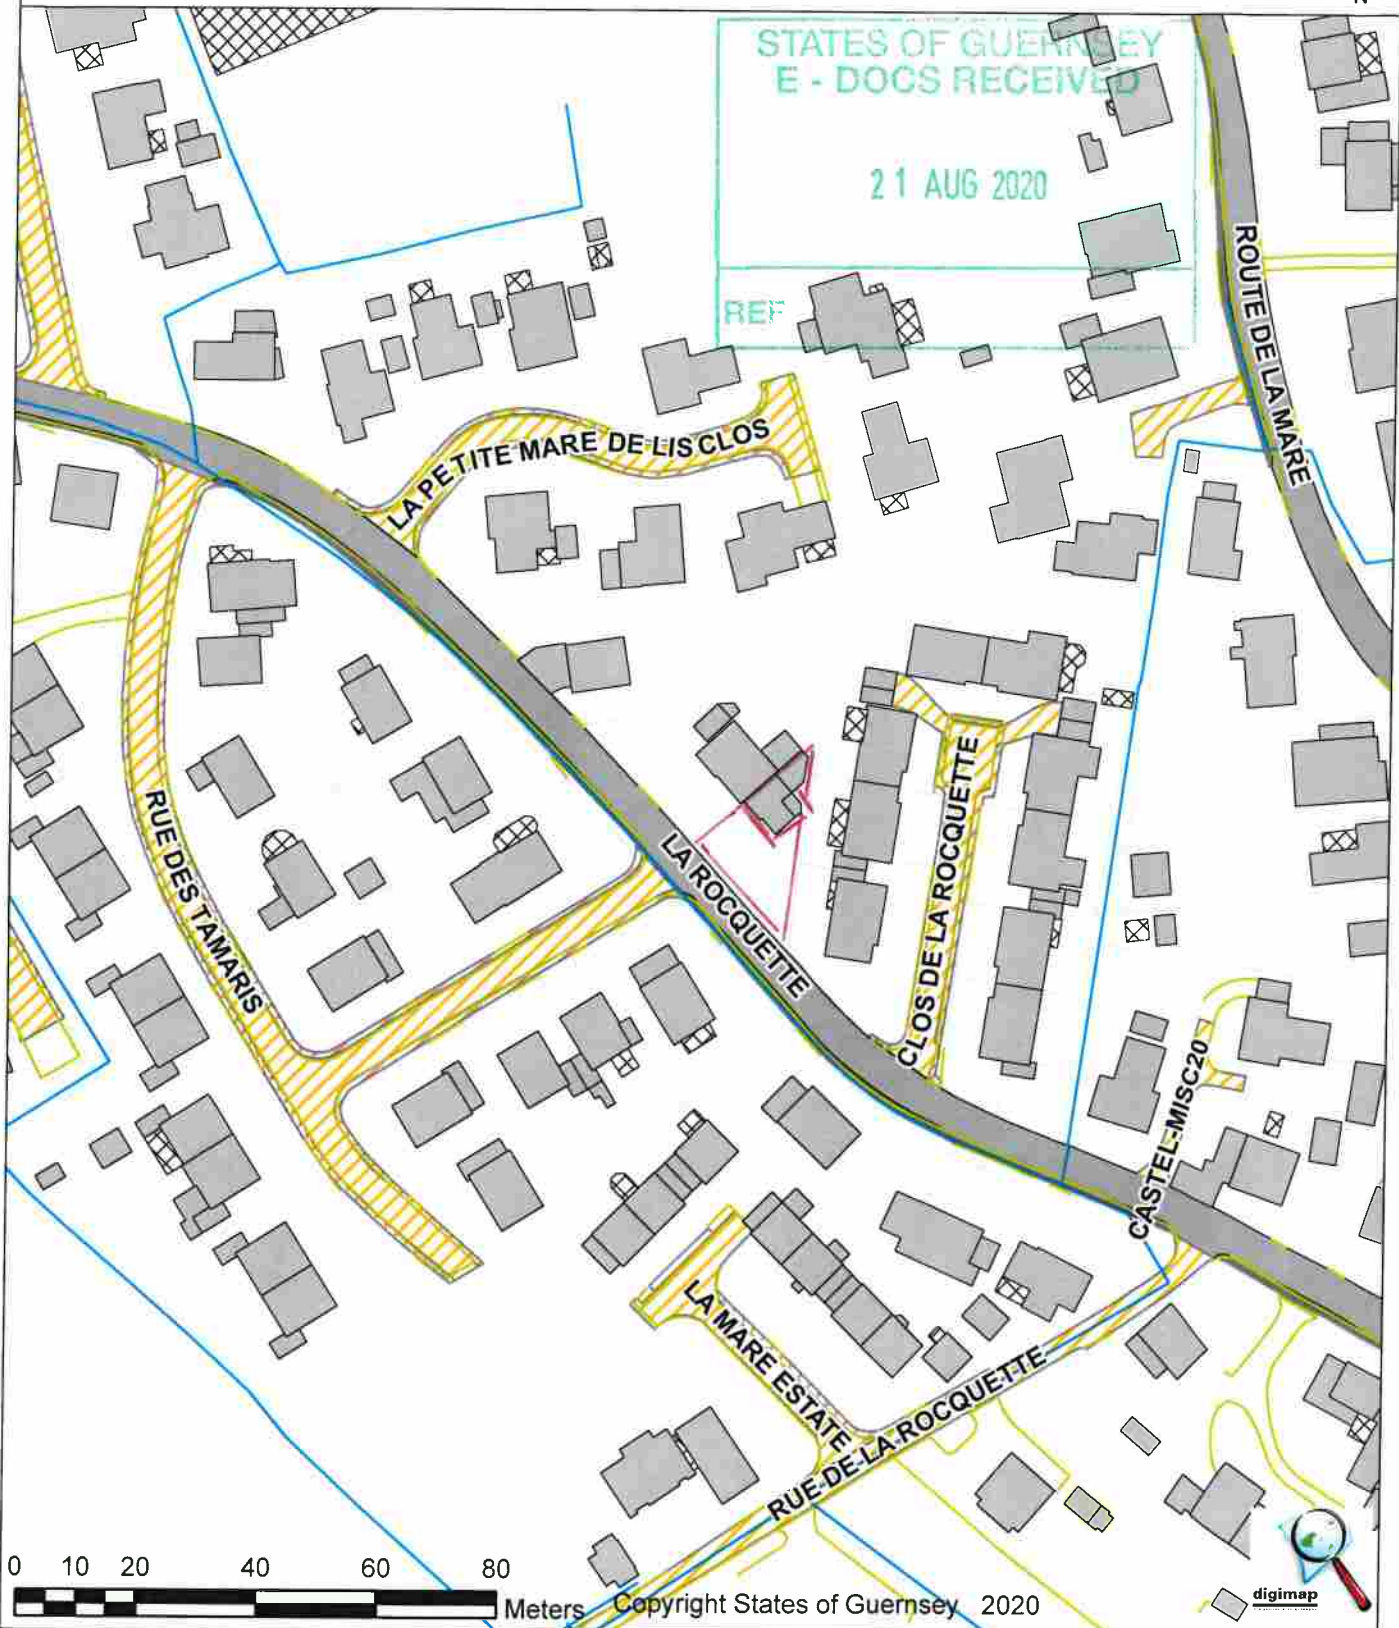 N
STATES OF GUERNSEY
E - DOCS RECEIVED
21 AUG 2020
REF
ROUTE DE LA MARE
LA PETITE MARE DE LIS CLOS
RUE DES TAMARIS
LA ROCQUETTE
CLOS DE LA ROCQUETTE
CASTEL-MISC20
LA MARE ESTATE
RUE-DE-LA ROCQUETTE
0 10 20 40 60 80
Meters
Copyright States of Guernsey 2020
digimap